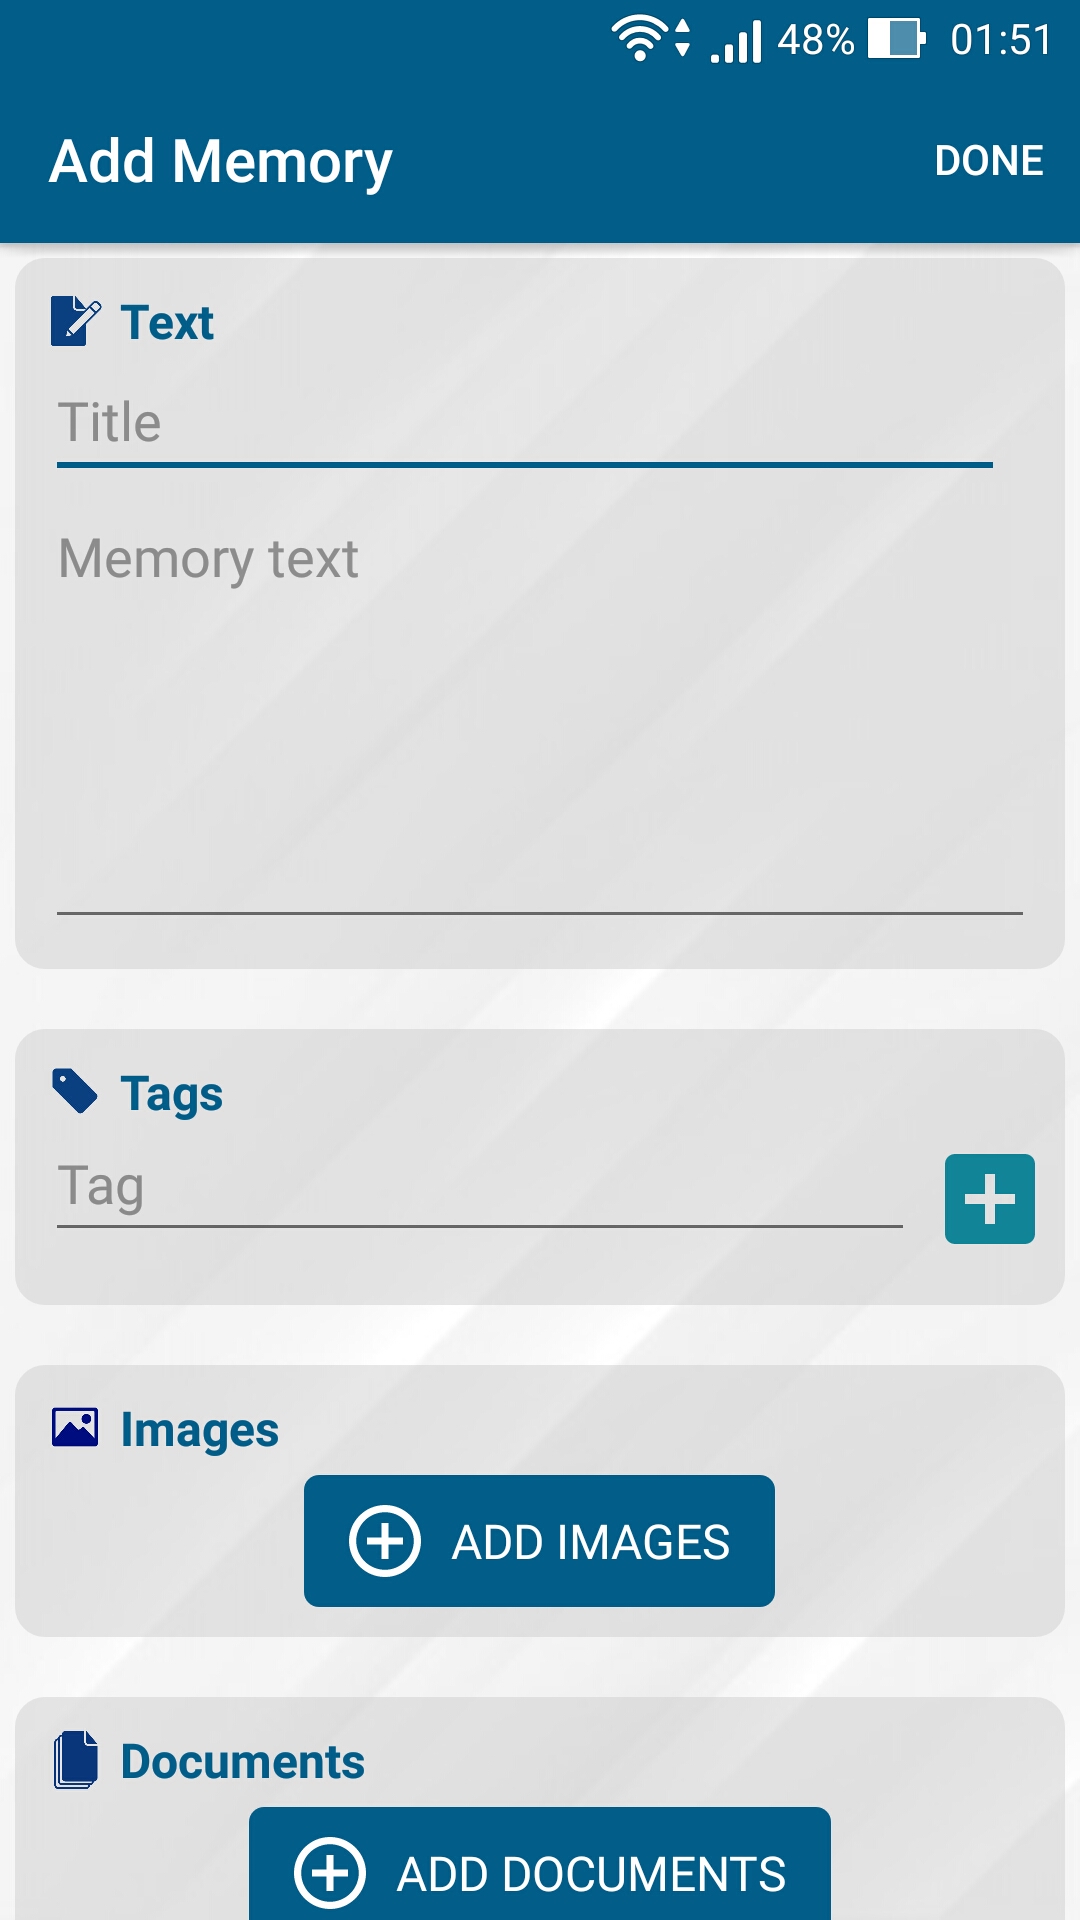 48% 01:51
Add Memory DONE
Text
Title
Memory text
Tags
Tag
Images
ADD IMAGES
Documents
ADD DOCUMENTS